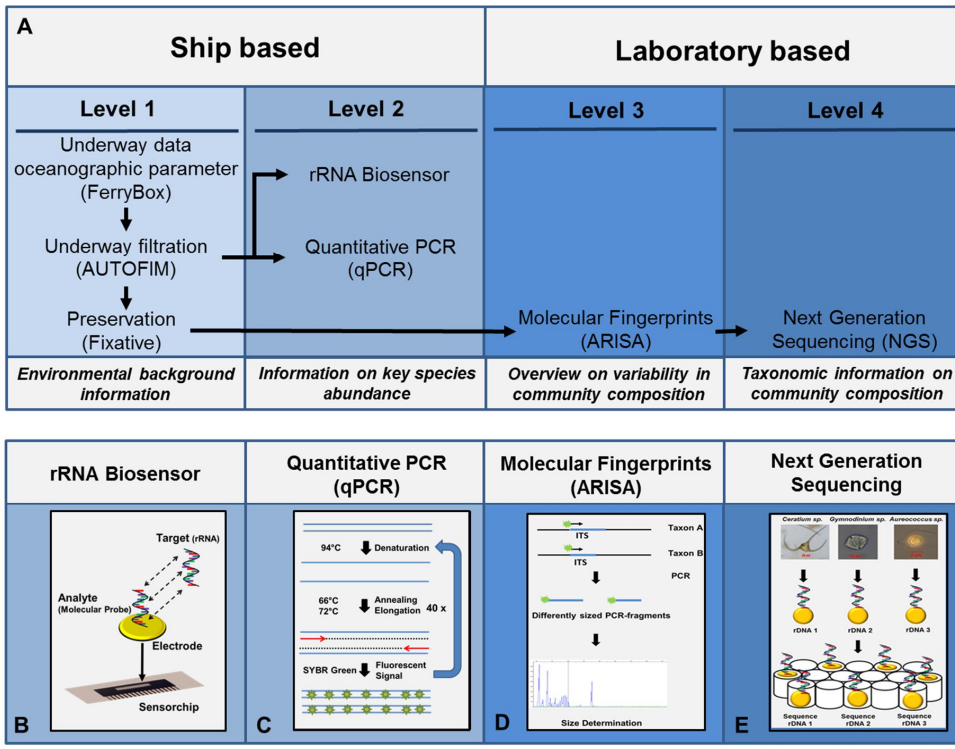 A
Ship based
Laboratory based
Level 1
Level 2
Level 3
Level 4
Underway data
oceanographic parameter
(FerryBox)
Underway filtration
(AUTOFIM)
Preservation
(Fixative)
rRNA Biosensor
Quantitative PCR
(qPCR)
Molecular Fingerprints
(ARISA)
Next Generation
Sequencing (NGS)
Environmental background
information
Information on key species
abundance
Overview on variability in
community composition
Taxonomic information on
community composition
rRNA Biosensor
Target (rRNA)
Analyte
(Molecular Probe)
Electrode
Sensorchip
B
Quantitative PCR
(qPCR)
94°C Denaturation
66°C Annealing
72°C Elongation 40 x
SYBR Green Fluorescent
Signal
C
Molecular Fingerprints
(ARISA)
Taxon A
ITS
Taxon B
ITS
PCR
Differently sized PCR-fragments
Size Determination
D
Next Generation
Sequencing
Ceratium sp. Gymnodinium sp. Aureococcus sp.
rDNA 1 rDNA 2 rDNA 3
Sequence Sequence Sequence
rDNA 1 rDNA 2 rDNA 3
E